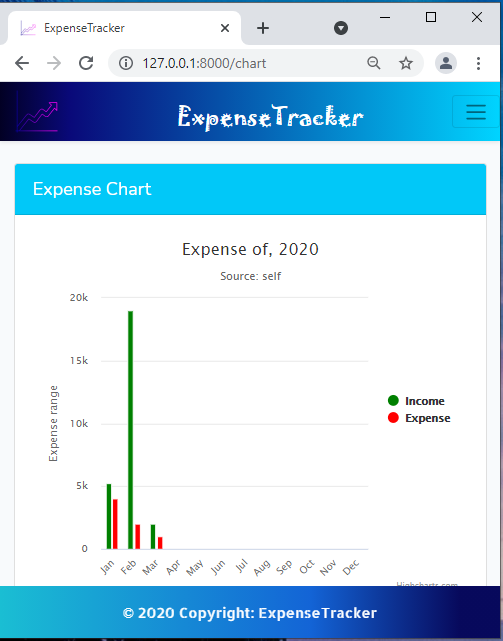 ExpenseTracker
127.0.0.1:8000/chart
ExpenseTracker
Expense Chart
Expense of, 2020
Source: self
Expense range
20k
15k
10k
5k
0
Jan Feb Mar Apr May Jun Jul Aug Sep Oct Nov Dec
Income
Expense
Highcharts.com
© 2020 Copyright: ExpenseTracker